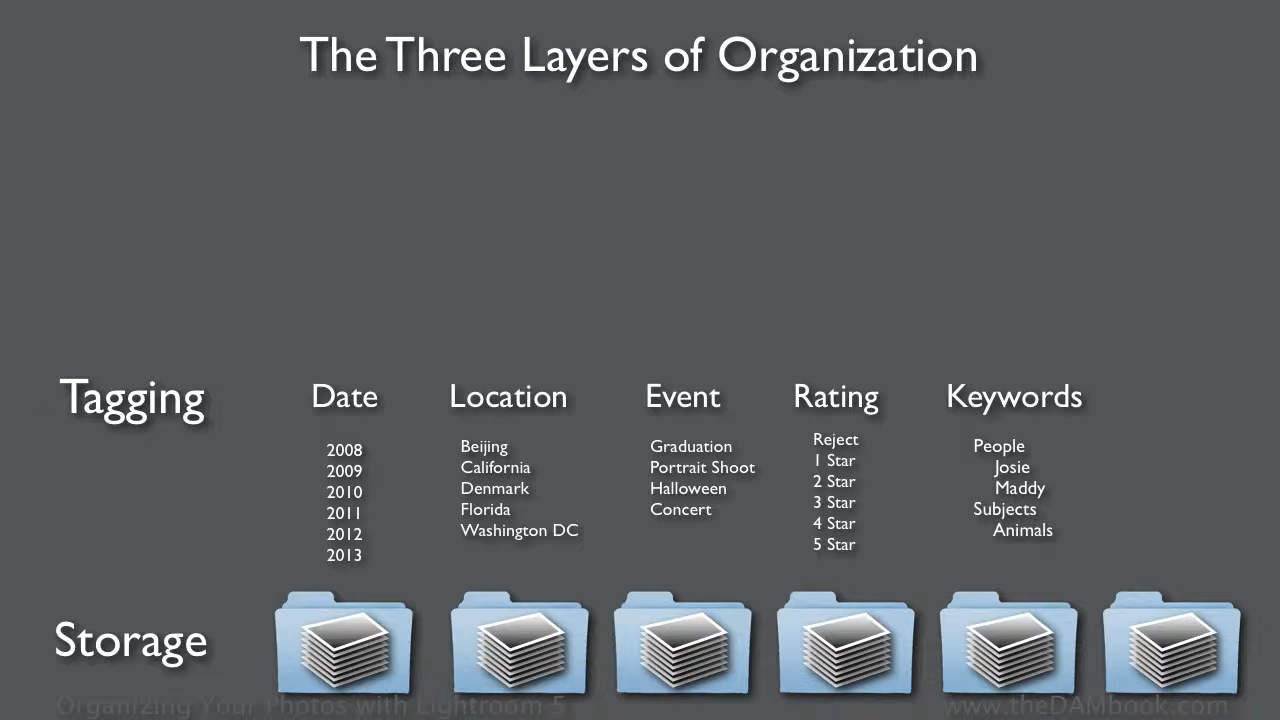 The Three Layers of Organization
Tagging
Date
2008
2009
2010
2011
2012
2013
Location
Beijing
California
Denmark
Florida
Washington DC
Event
Graduation
Portrait Shoot
Halloween
Concert
Rating
Reject
1 Star
2 Star
3 Star
4 Star
5 Star
Keywords
People
Josie
Maddy
Subjects
Animals
Storage
Organizing Your Photos with Lightroom 5
www.theDAMbook.com